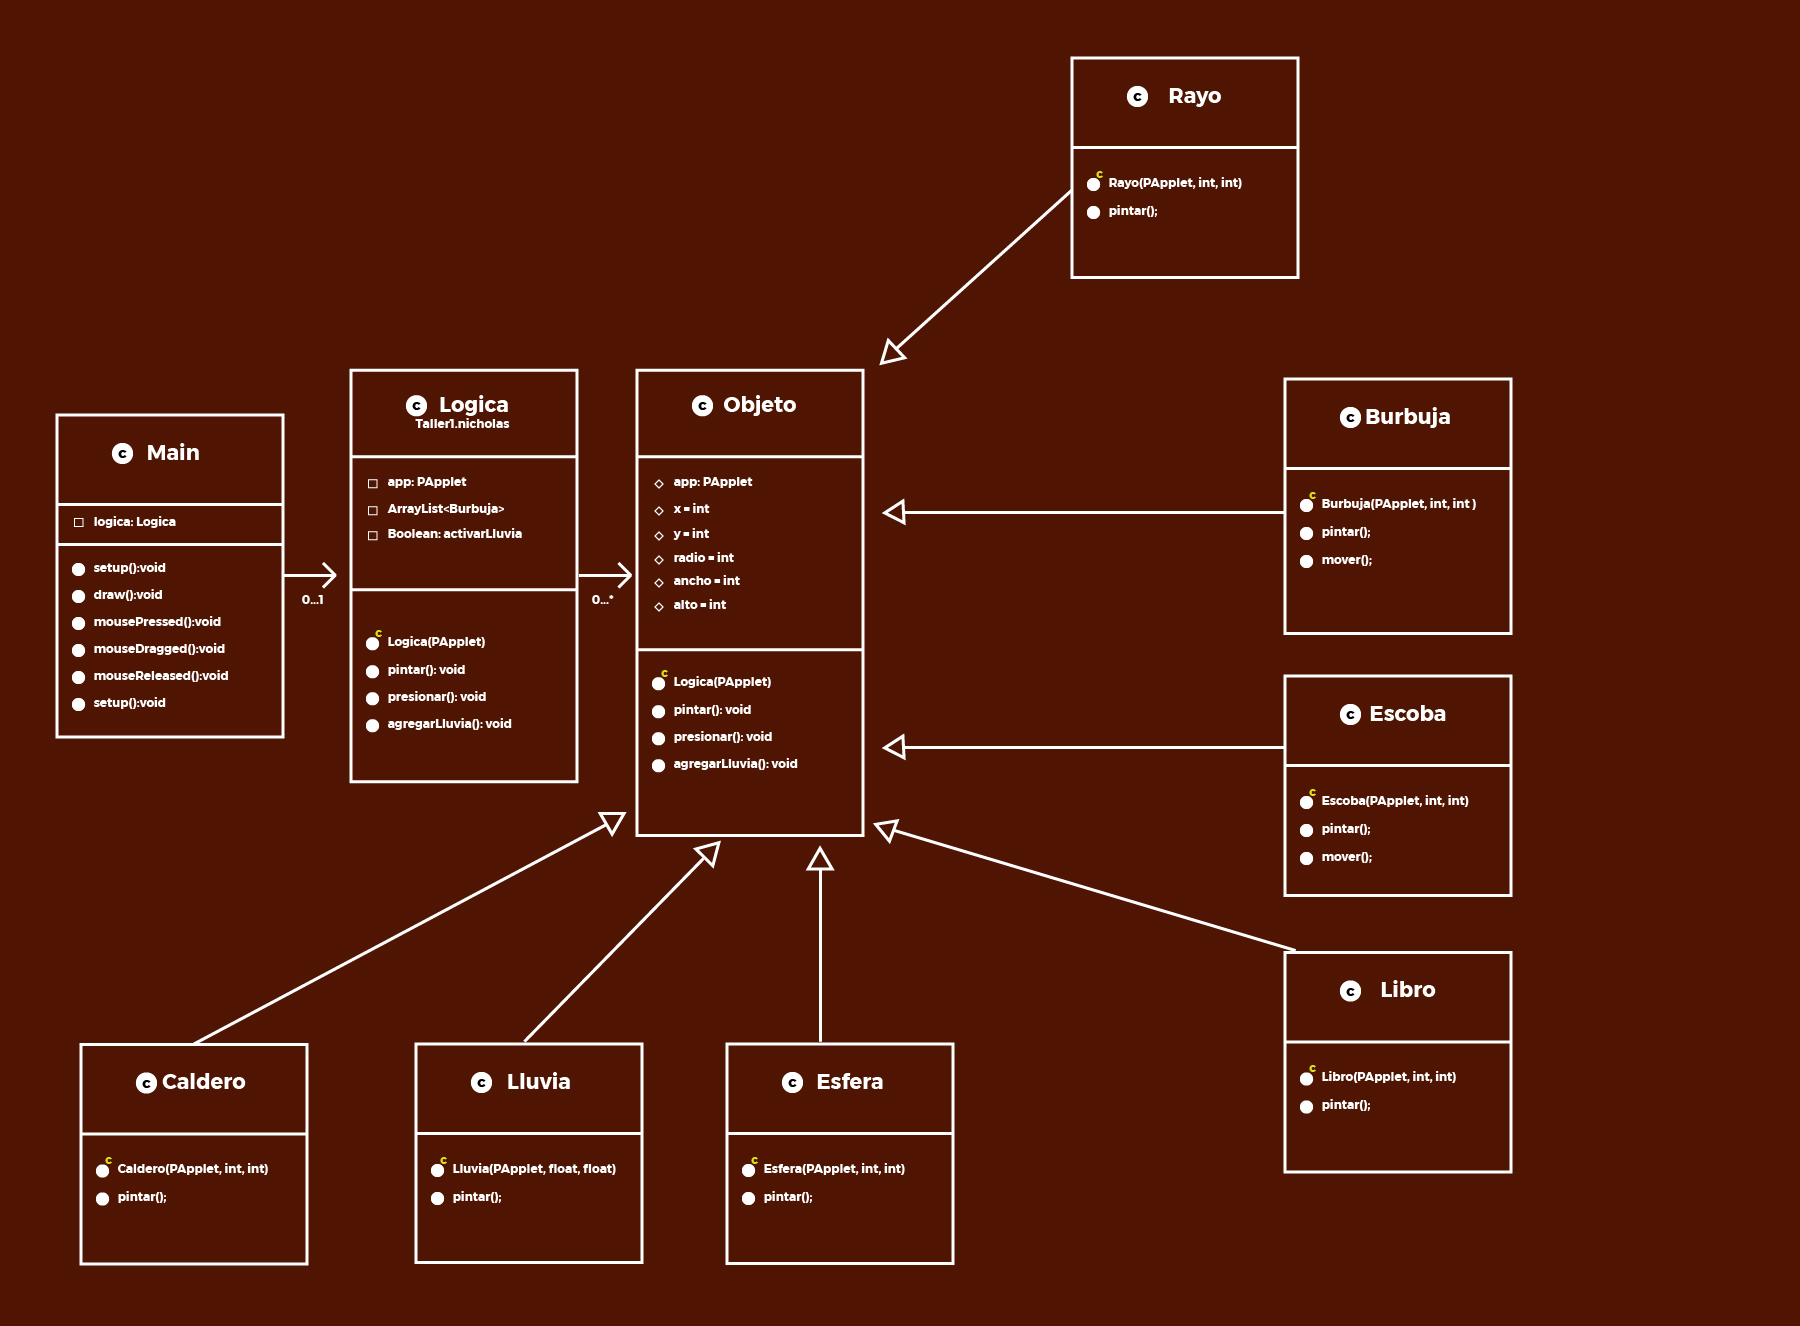 C Rayo
C
Rayo(PApplet, int, int)
pintar();
C Main
logica: Logica
setup():void
draw():void
mousePressed():void
mouseDragged():void
mouseReleased():void
setup():void
0...1
C Logica
Taller1.nicholas
app: PApplet
ArrayList<Burbuja>
Boolean: activarLluvia
C
Logica(PApplet)
pintar(): void
presionar(): void
agregarLluvia(): void
0...*
C Objeto
app: PApplet
x = int
y = int
radio = int
ancho = int
alto = int
C
Logica(PApplet)
pintar(): void
presionar(): void
agregarLluvia(): void
C Burbuja
C
Burbuja(PApplet, int, int )
pintar();
mover();
C Escoba
C
Escoba(PApplet, int, int)
pintar();
mover();
C Libro
C
Libro(PApplet, int, int)
pintar();
C Caldero
C
Caldero(PApplet, int, int)
pintar();
C Lluvia
C
Lluvia(PApplet, float, float)
pintar();
C Esfera
C
Esfera(PApplet, int, int)
pintar();